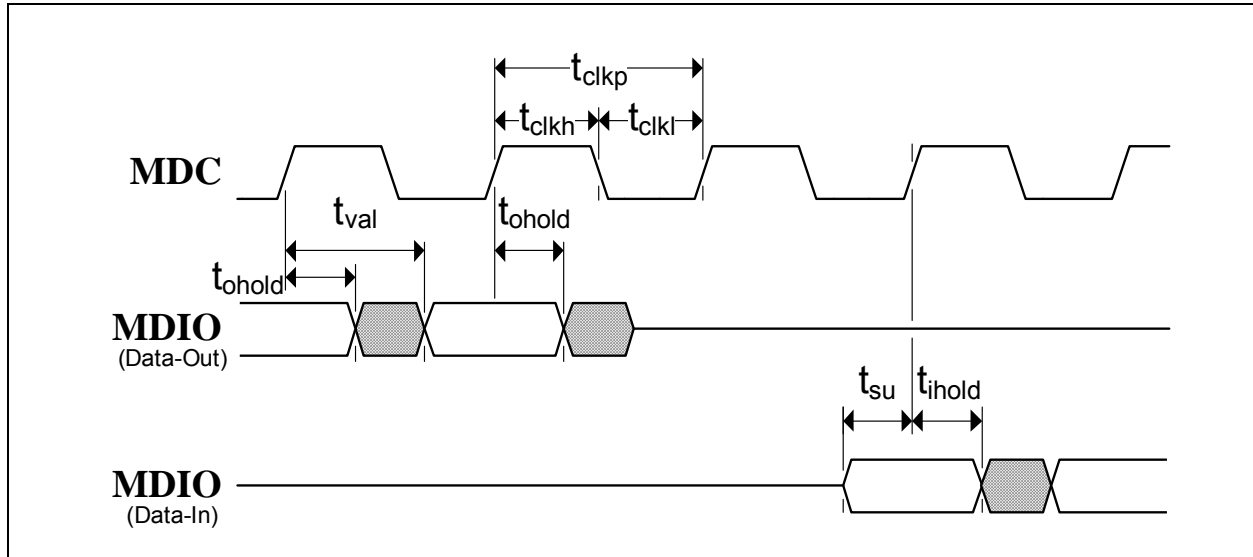 tclkp
tclkh tclkl
MDC
tval tohold
tohold
MDIO
(Data-Out)
tsu tihold
MDIO
(Data-In)